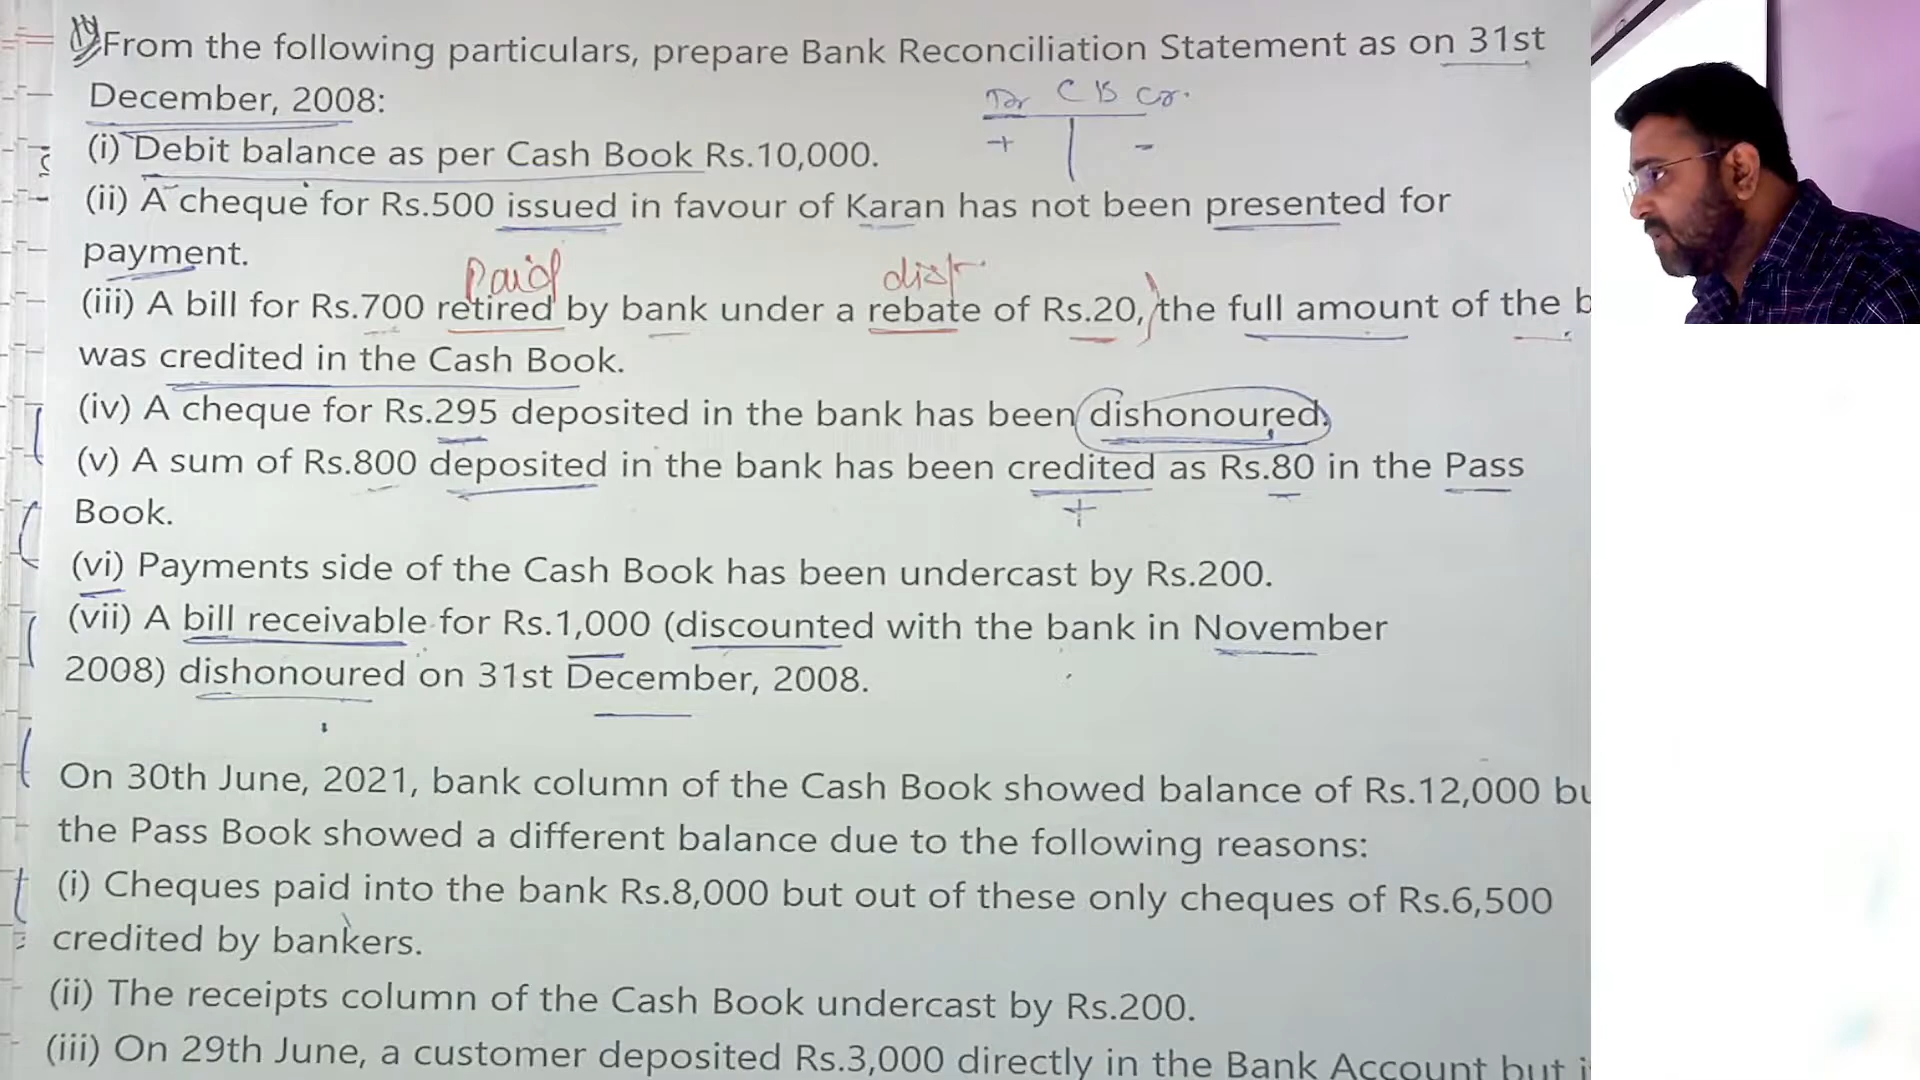 14) From the following particulars, prepare Bank Reconciliation Statement as on 31st
December, 2008:
Dr CB Cr.
+ -
(i) Debit balance as per Cash Book Rs.10,000.
(ii) A cheque for Rs.500 issued in favour of Karan has not been presented for
payment.
Paid
(iii) A bill for Rs.700 retired by bank under a rebate of Rs.20, the full amount of the b
was credited in the Cash Book.
(iv) A cheque for Rs.295 deposited in the bank has been dishonoured.
(v) A sum of Rs.800 deposited in the bank has been credited as Rs.80 in the Pass
+
Book.
(vi) Payments side of the Cash Book has been undercast by Rs.200.
(vii) A bill receivable for Rs.1,000 (discounted with the bank in November
2008) dishonoured on 31st December, 2008.
On 30th June, 2021, bank column of the Cash Book showed balance of Rs.12,000 bu
the Pass Book showed a different balance due to the following reasons:
(i) Cheques paid into the bank Rs.8,000 but out of these only cheques of Rs.6,500
credited by bankers.
(ii) The receipts column of the Cash Book undercast by Rs.200.
(iii) On 29th June, a customer deposited Rs.3,000 directly in the Bank Account but i